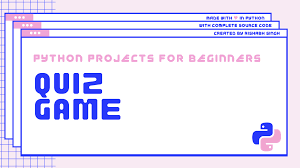 MADE WITH ♡ IN PYTHON
WITH COMPLETE SOURCE CODE
CREATED BY RISHABH SINGH
PYTHON PROJECTS FOR BEGINNERS
QUIZ
GAME